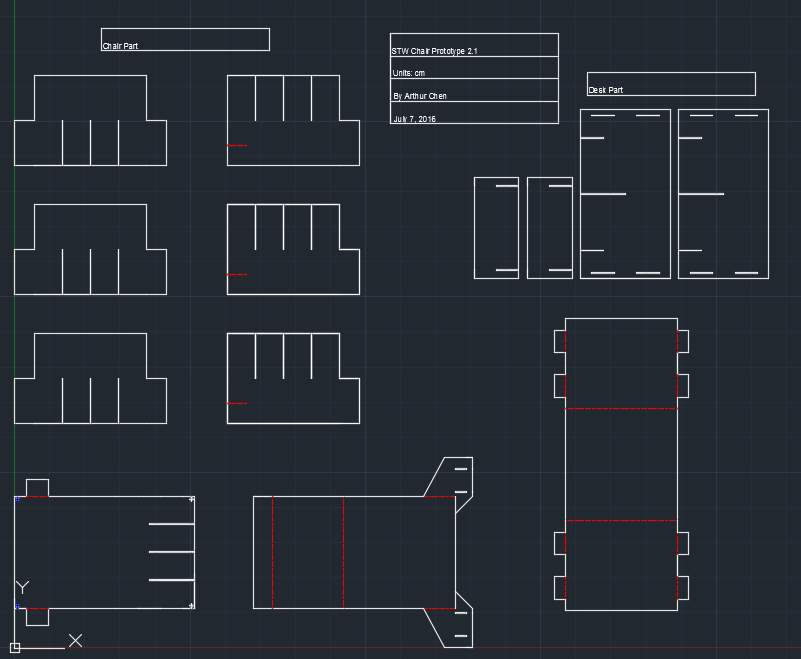 Chair Part
STW Chair Prototype 2.1
Units: cm
By Arthur Chen
July 7, 2016
Desk Part
Y
X